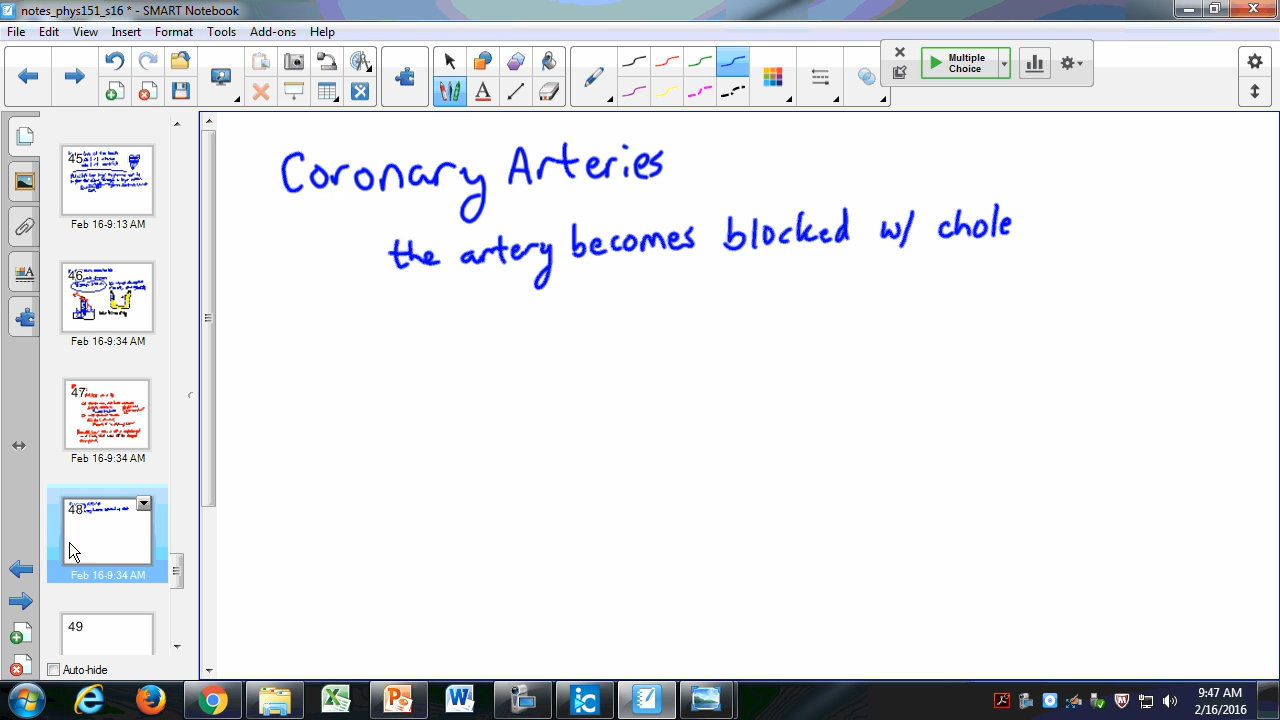 notes_phys151_s16 * - SMART Notebook
File Edit View Insert Format Tools Add-ons Help
Multiple
Choice
45
Feb 16-9:13 AM
46
Feb 16-9:34 AM
47
Feb 16-9:34 AM
48
Feb 16-9:34 AM
49
Auto-hide
Coronary Arteries
the artery becomes blocked w/ chole
9:47 AM
2/16/2016